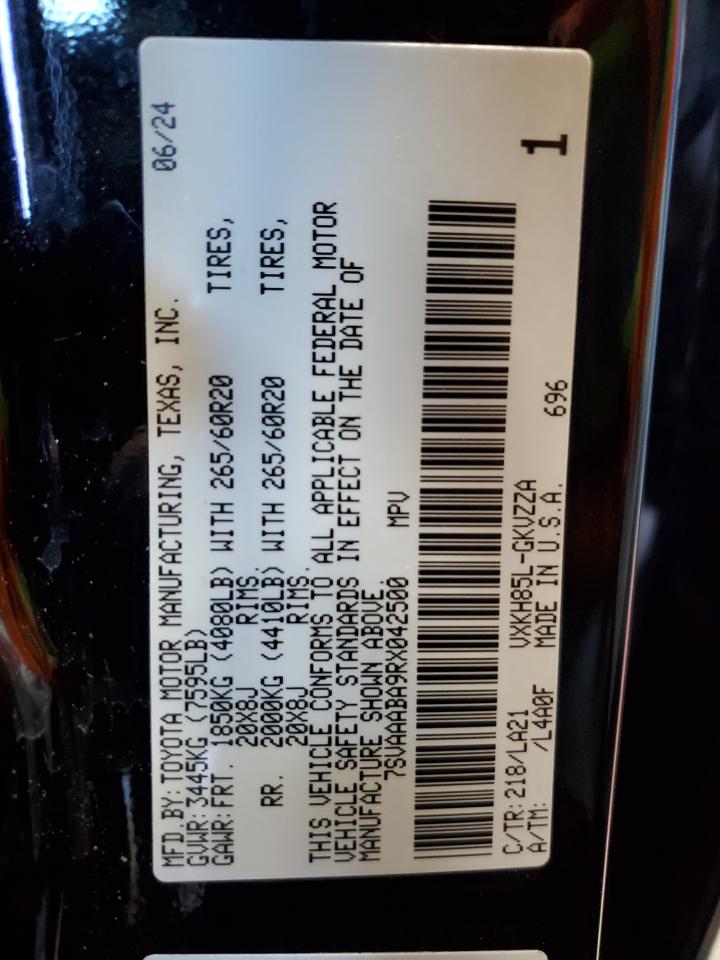 MFD.BY:TOYOTA MOTOR MANUFACTURING, TEXAS, INC. 06/24
GVWR:3445KG (7595LB)
GAWR:FRT. 1850KG (4080LB) WITH 265/60R20 TIRES,
20X8J RIMS.
RR. 2000KG (4410LB) WITH 265/60R20 TIRES,
20X8J RIMS.
THIS VEHICLE CONFORMS TO ALL APPLICABLE FEDERAL MOTOR
VEHICLE SAFETY STANDARDS IN EFFECT ON THE DATE OF
MANUFACTURE SHOWN ABOVE.
7SVAAABA9RX042500 MPV
1
C/TR:218/LA21 VXKH85L-GKVZZA
A/TM: /L4A0F MADE IN U.S.A. 696